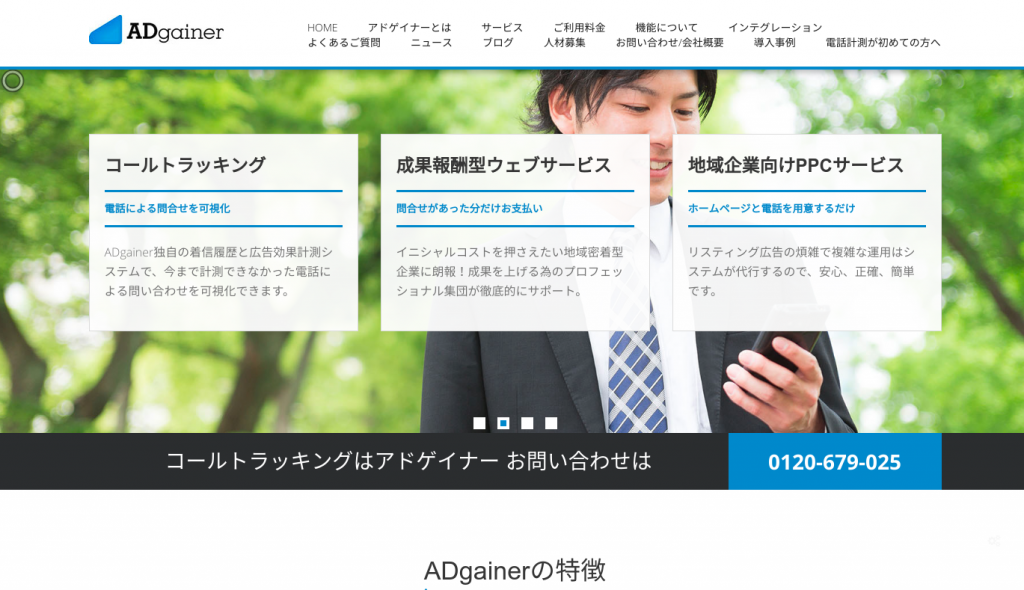 ADgainer
HOME アドゲイナーとは サービス ご利用料金 機能について インテグレーション
よくあるご質問 ニュース ブログ 人材募集 お問い合わせ/会社概要 導入事例 電話計測が初めての方へ
コールトラッキング
電話による問合せを可視化
ADgainer独自の着信履歴と広告効果計測シ
ステムで、今まで計測できなかった電話に
よる問い合わせを可視化できます。
成果報酬型ウェブサービス
問合せがあった分だけお支払い
イニシャルコストを押さえたい地域密着型
企業に朗報！成果を上げる為のプロフェッ
ショナル集団が徹底的にサポート。
地域企業向けPPCサービス
ホームページと電話を用意するだけ
リスティング広告の煩雑で複雑な運用はシ
ステムが代行するので、安心、正確、簡単
です。
コールトラッキングはアドゲイナー お問い合わせは
0120-679-025
ADgainerの特徴